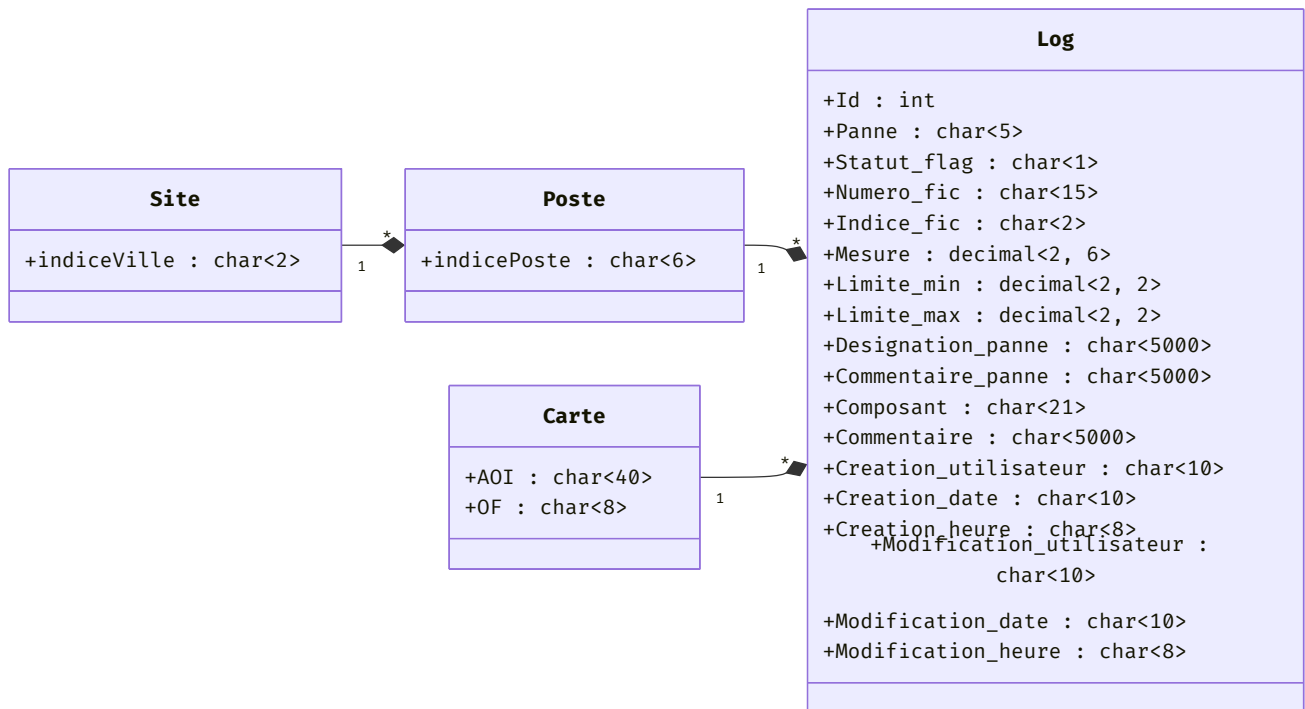 Site
+indiceVille : char<2>
*
1
Poste
+indicePoste : char<6>
*
1
Carte
+AOI : char<40>
+OF : char<8>
*
1
Log
+Id : int
+Panne : char<5>
+Statut_flag : char<1>
+Numero_fic : char<15>
+Indice_fic : char<2>
+Mesure : decimal<2, 6>
+Limite_min : decimal<2, 2>
+Limite_max : decimal<2, 2>
+Designation_panne : char<5000>
+Commentaire_panne : char<5000>
+Composant : char<21>
+Commentaire : char<5000>
+Creation_utilisateur : char<10>
+Creation_date : char<10>
+Creation_heure : char<8>
+Modification_utilisateur :
char<10>
+Modification_date : char<10>
+Modification_heure : char<8>